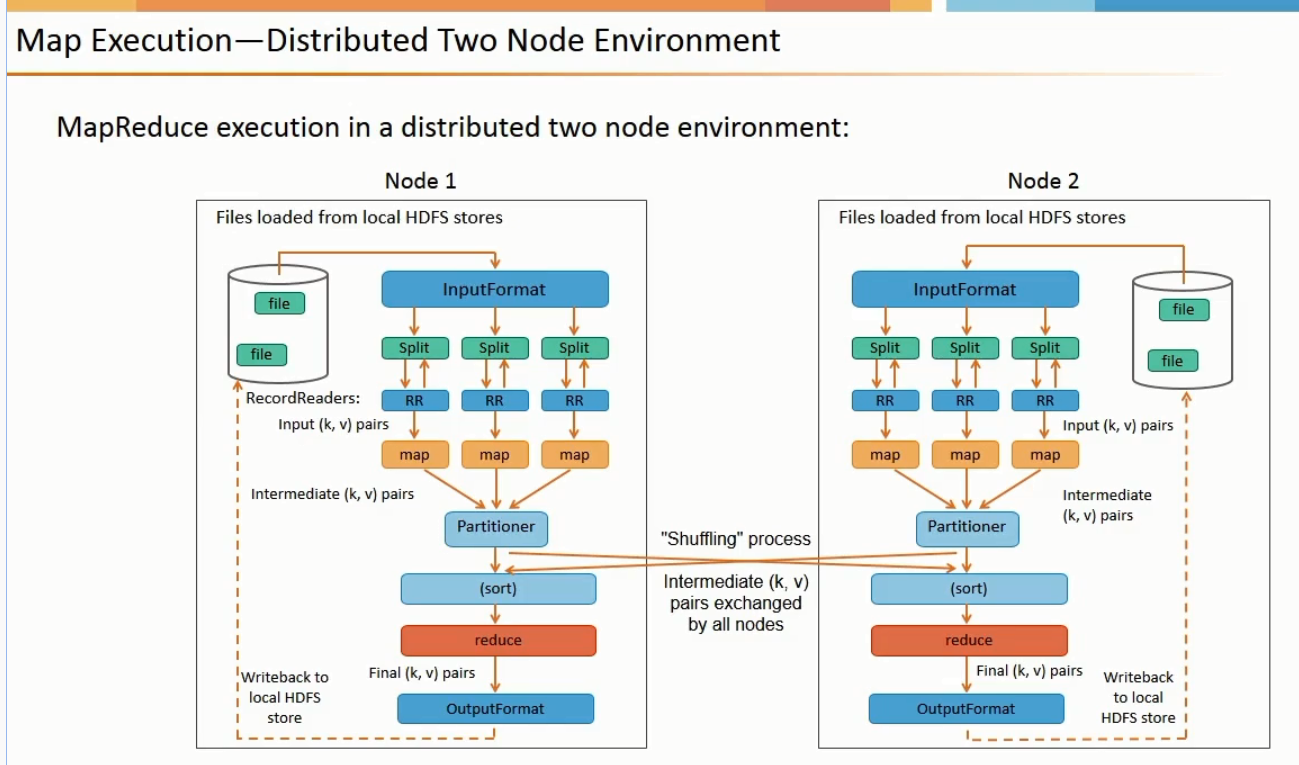 Map Execution—Distributed Two Node Environment
MapReduce execution in a distributed two node environment:
Node 1
Files loaded from local HDFS stores
InputFormat
file
file
Split Split Split
RecordReaders:
RR RR RR
Input (k, v) pairs
map map map
Intermediate (k, v) pairs
Partitioner
(sort)
reduce
Final (k, v) pairs
OutputFormat
Writeback to
local HDFS
store
"Shuffling" process
Intermediate (k, v)
pairs exchanged
by all nodes
Node 2
Files loaded from local HDFS stores
InputFormat
file
file
Split Split Split
RR RR RR
Input (k, v) pairs
map map map
Intermediate
(k, v) pairs
Partitioner
(sort)
reduce
Final (k, v) pairs
OutputFormat
Writeback
to local
HDFS store